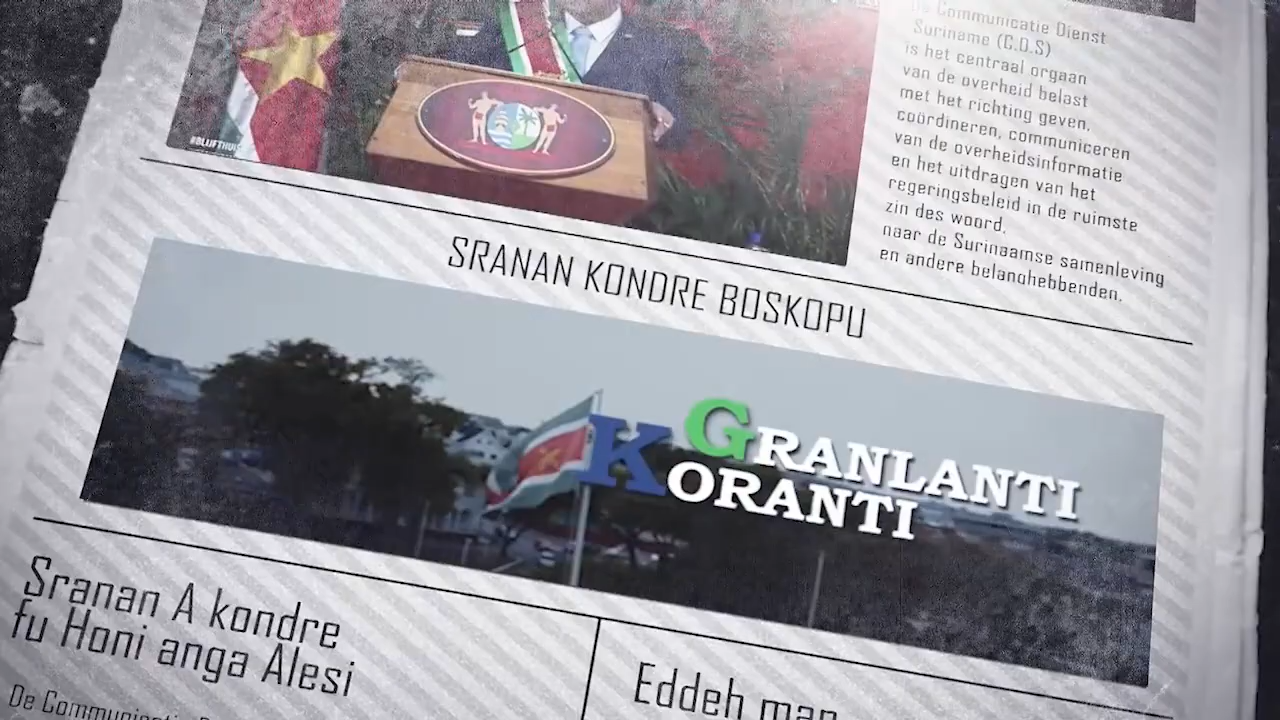 De Communicatie Dienst
Suriname (C.D.S)
is het centraal orgaan
van de overheid belast
met het richting geven,
coördineren, communiceren
van de overheidsinformatie
en het uitdragen van het
regeringsbeleid in de ruimste
zin des woord,
naar de Surinaamse samenleving
en andere belanghebbenden.
SRANAN KONDRE BOSKOPU
GRANLANTI
KORANTI
Sranan A kondre
fu Honi anga Alesi
De
Eddeh man